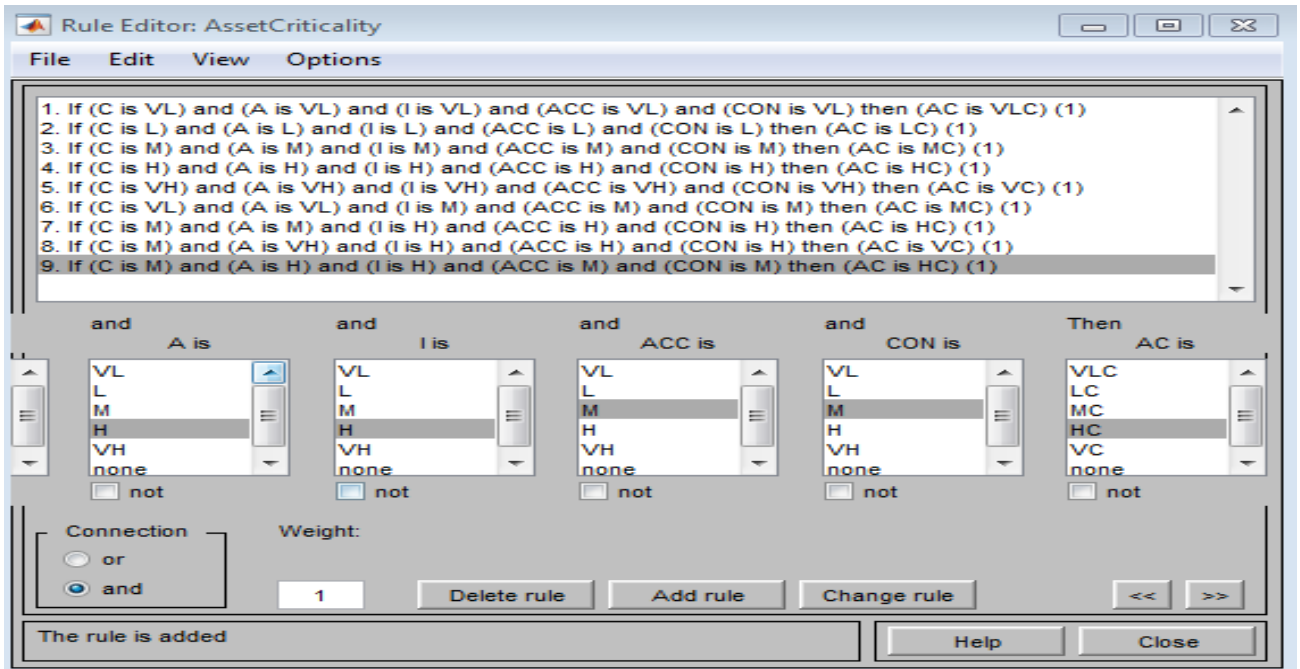 Rule Editor: AssetCriticality
File Edit View Options
1. If (C is VL) and (A is VL) and (I is VL) and (ACC is VL) and (CON is VL) then (AC is VLC) (1)
2. If (C is L) and (A is L) and (I is L) and (ACC is L) and (CON is L) then (AC is LC) (1)
3. If (C is M) and (A is M) and (I is M) and (ACC is M) and (CON is M) then (AC is MC) (1)
4. If (C is H) and (A is H) and (I is H) and (ACC is H) and (CON is H) then (AC is HC) (1)
5. If (C is VH) and (A is VH) and (I is VH) and (ACC is VH) and (CON is VH) then (AC is VC) (1)
6. If (C is VL) and (A is VL) and (I is M) and (ACC is M) and (CON is M) then (AC is MC) (1)
7. If (C is M) and (A is M) and (I is H) and (ACC is H) and (CON is H) then (AC is HC) (1)
8. If (C is M) and (A is VH) and (I is H) and (ACC is H) and (CON is H) then (AC is VC) (1)
9. If (C is M) and (A is H) and (I is H) and (ACC is M) and (CON is M) then (AC is HC) (1)
and and and and Then
A is I is ACC is CON is AC is
VL VL VL VL VLC
L L L L LC
M M M M MC
H H H H HC
VH VH VH VH VC
none none none none none
not not not not not
Connection Weight:
or
and 1 Delete rule Add rule Change rule << >>
The rule is added Help Close